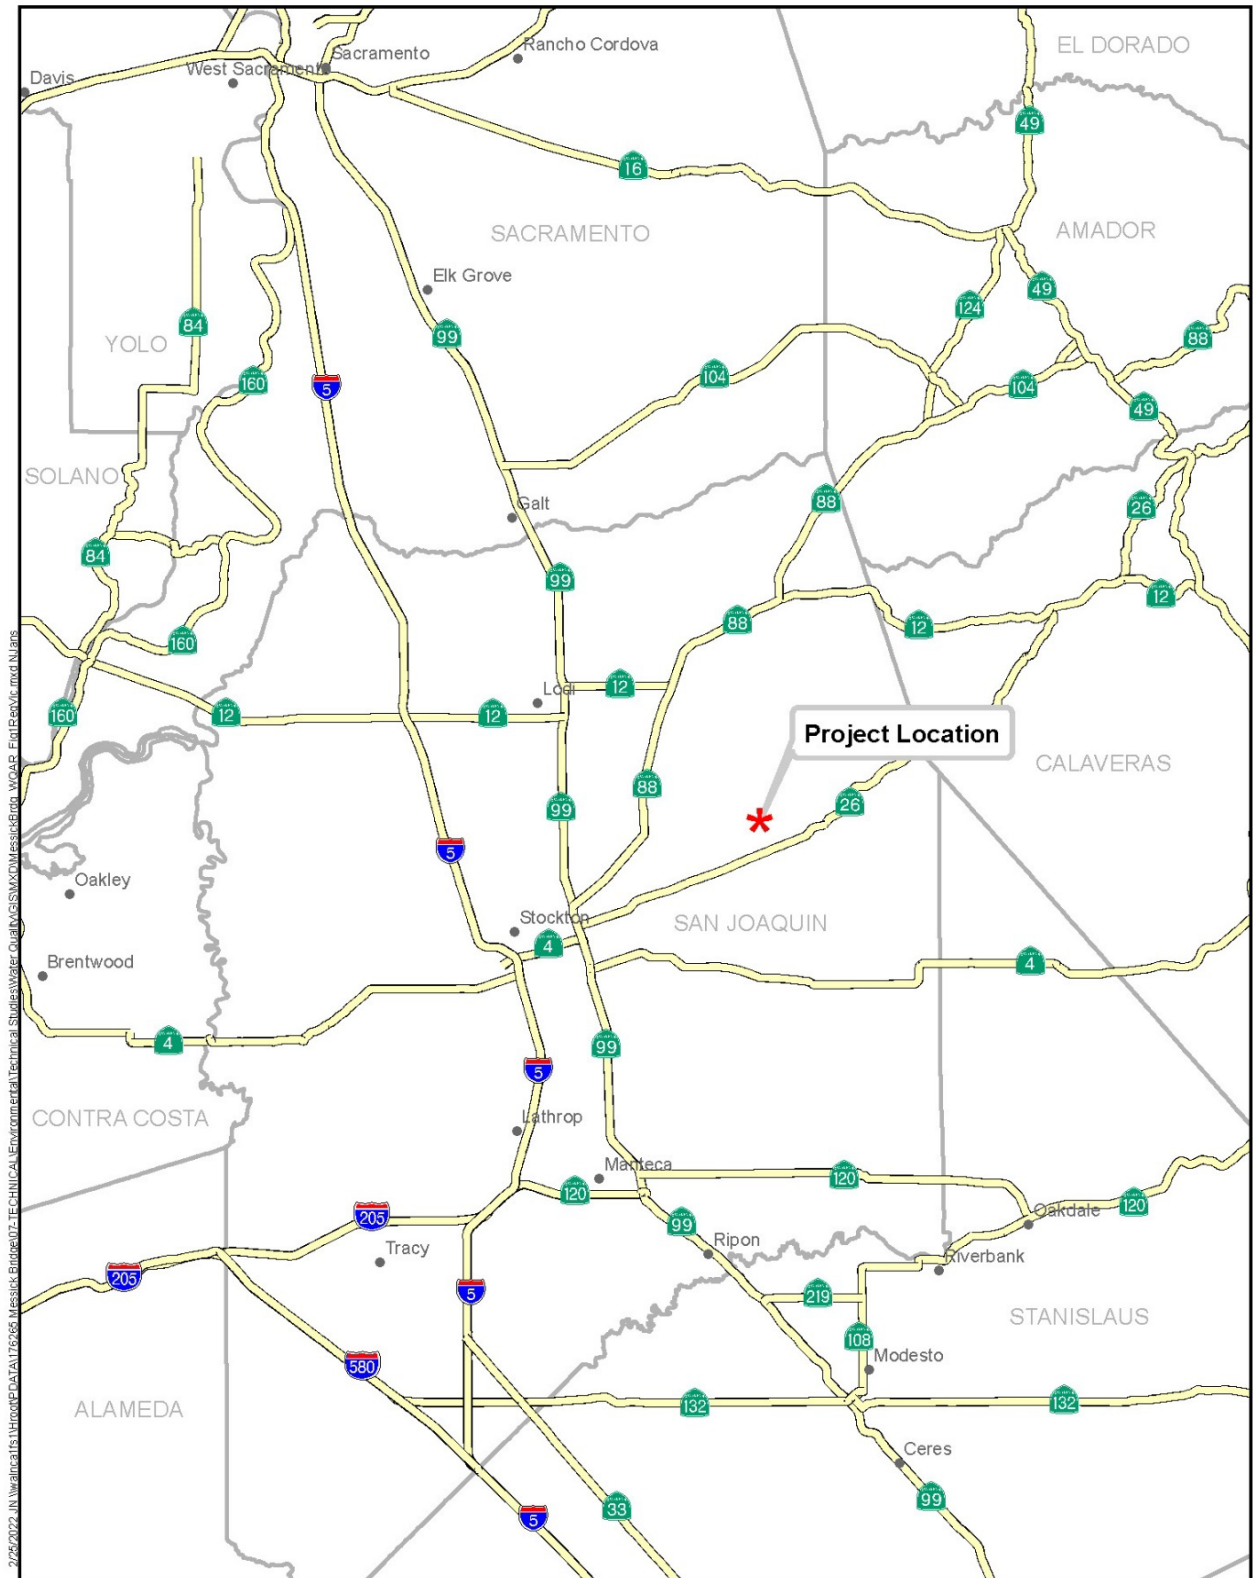 EL DORADO
Rancho Cordova
Sacramento
West Sacramento
Davis
49
16
SACRAMENTO
AMADOR
Elk Grove
49
124
84
99
88
YOLO
160
5
104
104
49
SOLANO
88
26
Galt
84
99
12
88
12
160
12
Lodi
160
12
12
Project Location
CALAVERAS
88
26
99
5
Oakley
Stockton
SAN JOAQUIN
4
Brentwood
4
4
99
5
CONTRA COSTA
Lathrop
Manteca
120
120
120
205
99
Oakdale
Ripon
Tracy
Riverbank
205
5
219
STANISLAUS
108
580
Modesto
ALAMEDA
132
132
Ceres
99
33
5